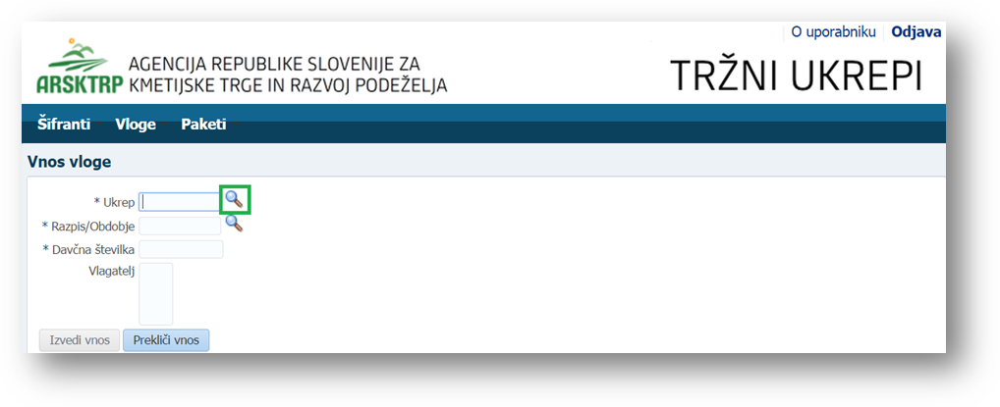 O uporabniku Odjava
ARSKTRP
AGENCIJA REPUBLIKE SLOVENIJE ZA
KMETIJSKE TRGE IN RAZVOJ PODEŽELJA
TRŽNI UKREPI
Šifranti Vloge Paketi
Vnos vloge
* Ukrep
* Razpis/Obdobje
* Davčna številka
Vlagatelj
Izvedi vnos Prekliči vnos